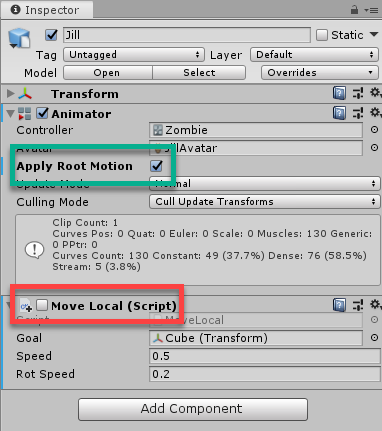 Inspector
Jill Static
Tag Untagged Layer Default
Model Open Select Overrides
Transform
Animator
Controller Zombie
Avatar JillAvatar
Apply Root Motion
Update Mode Normal
Culling Mode Cull Update Transforms
Clip Count: 1
Curves Pos: 0 Quat: 0 Euler: 0 Scale: 0 Muscles: 130 Generic:
0 PPtr: 0
Curves Count: 130 Constant: 49 (37.7%) Dense: 76 (58.5%)
Stream: 5 (3.8%)
Move Local (Script)
Script MoveLocal
Goal Cube (Transform)
Speed 0.5
Rot Speed 0.2
Add Component